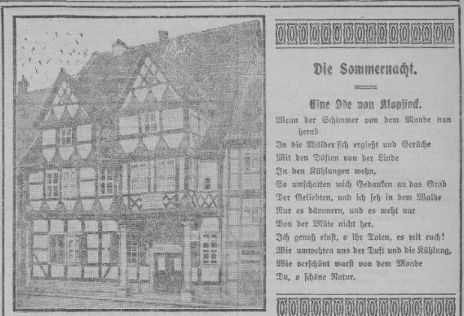 Die Sommernacht.
Eine Ode von Klopstock.
Wenn der Schimmer von dem Monde nun
herab
In die Wälder sich ergießt und Gerüche
Mit den Düften von der Linde
In den Kühlungen wehn,
So umschatten mich Gedanken an das Grab
Der Geliebten, und ich seh in dem Walde
Nur es dämmern, und es weht mir
Von der Blüte nicht her.
Ich genoß einst, o ihr Toten, es mit euch!
Wie umwehten uns der Duft und die Kühlung,
Wie verschönt warst von dem Monde
Du, o schöne Natur.